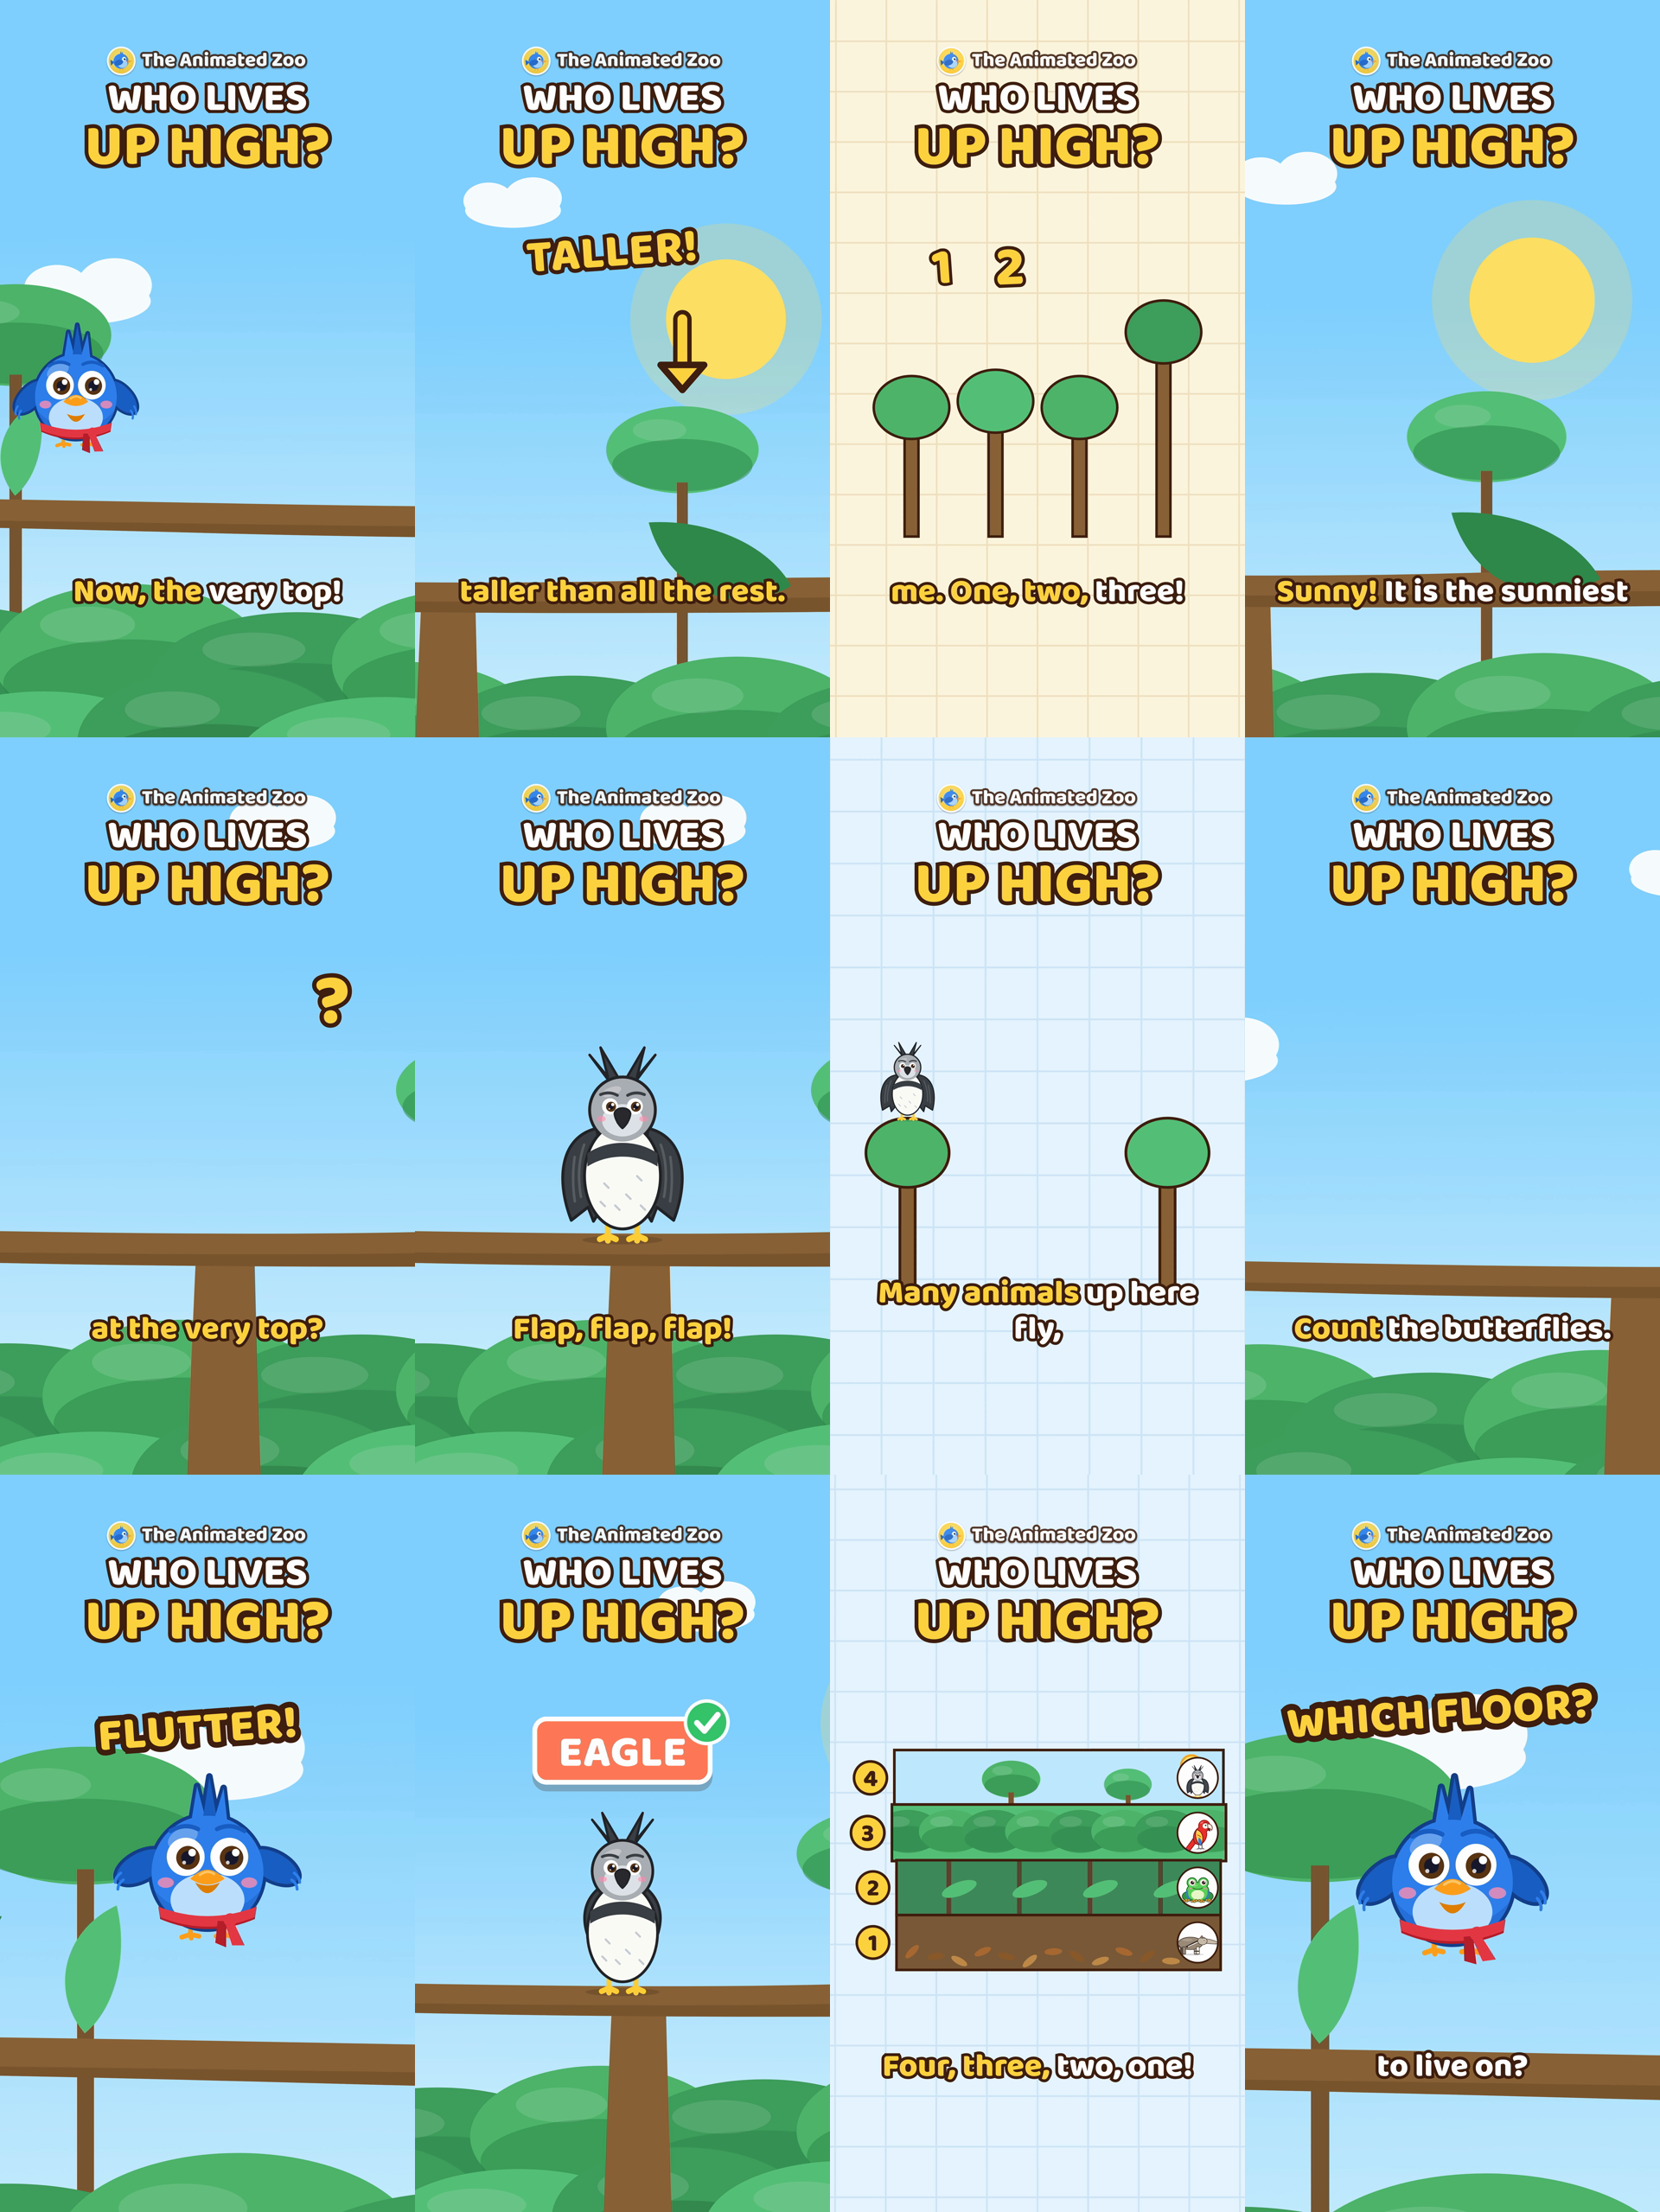 The Animated Zoo
WHO LIVES
UP HIGH?
Now, the very top!
The Animated Zoo
WHO LIVES
UP HIGH?
TALLER!
taller than all the rest.
The Animated Zoo
WHO LIVES
UP HIGH?
1 2
me. One, two, three!
The Animated Zoo
WHO LIVES
UP HIGH?
Sunny! It is the sunniest
The Animated Zoo
WHO LIVES
UP HIGH?
?
at the very top?
The Animated Zoo
WHO LIVES
UP HIGH?
Flap, flap, flap!
The Animated Zoo
WHO LIVES
UP HIGH?
Many animals up here
fly,
The Animated Zoo
WHO LIVES
UP HIGH?
Count the butterflies.
The Animated Zoo
WHO LIVES
UP HIGH?
FLUTTER!
The Animated Zoo
WHO LIVES
UP HIGH?
EAGLE
The Animated Zoo
WHO LIVES
UP HIGH?
4
3
2
1
Four, three, two, one!
The Animated Zoo
WHO LIVES
UP HIGH?
WHICH FLOOR?
to live on?